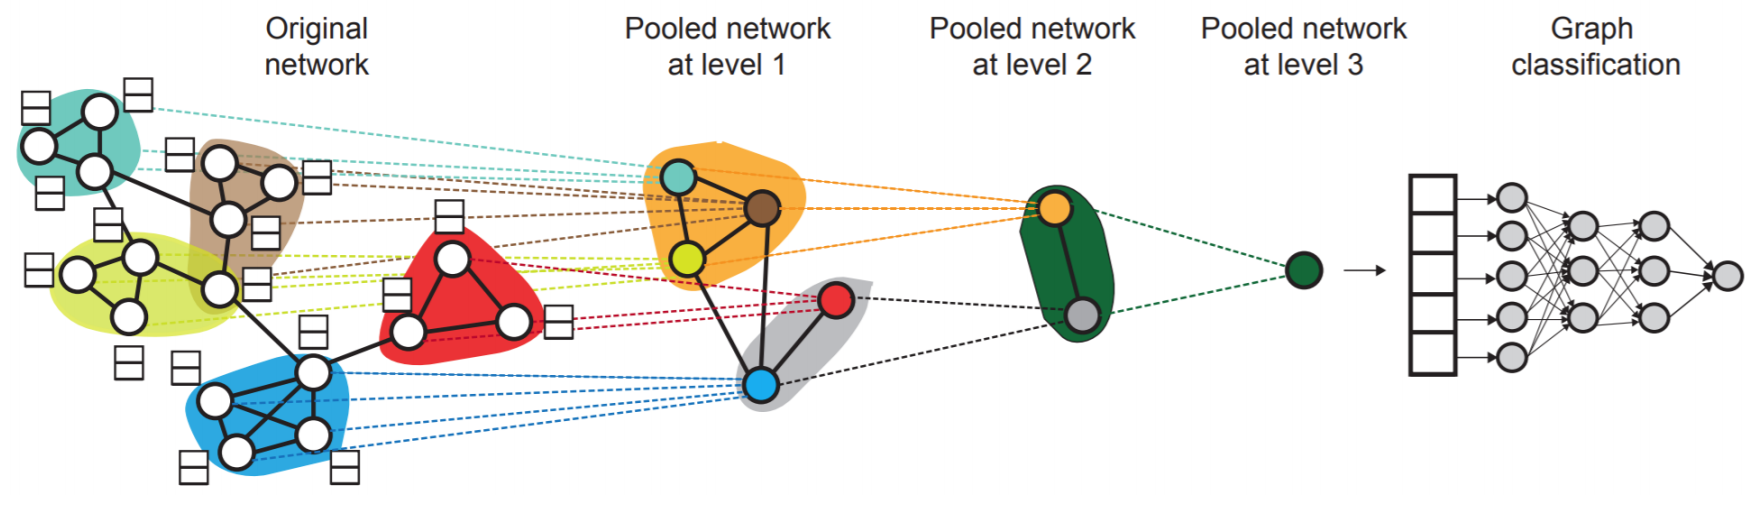 Original
network
Pooled network
at level 1
Pooled network
at level 2
Pooled network
at level 3
Graph
classification